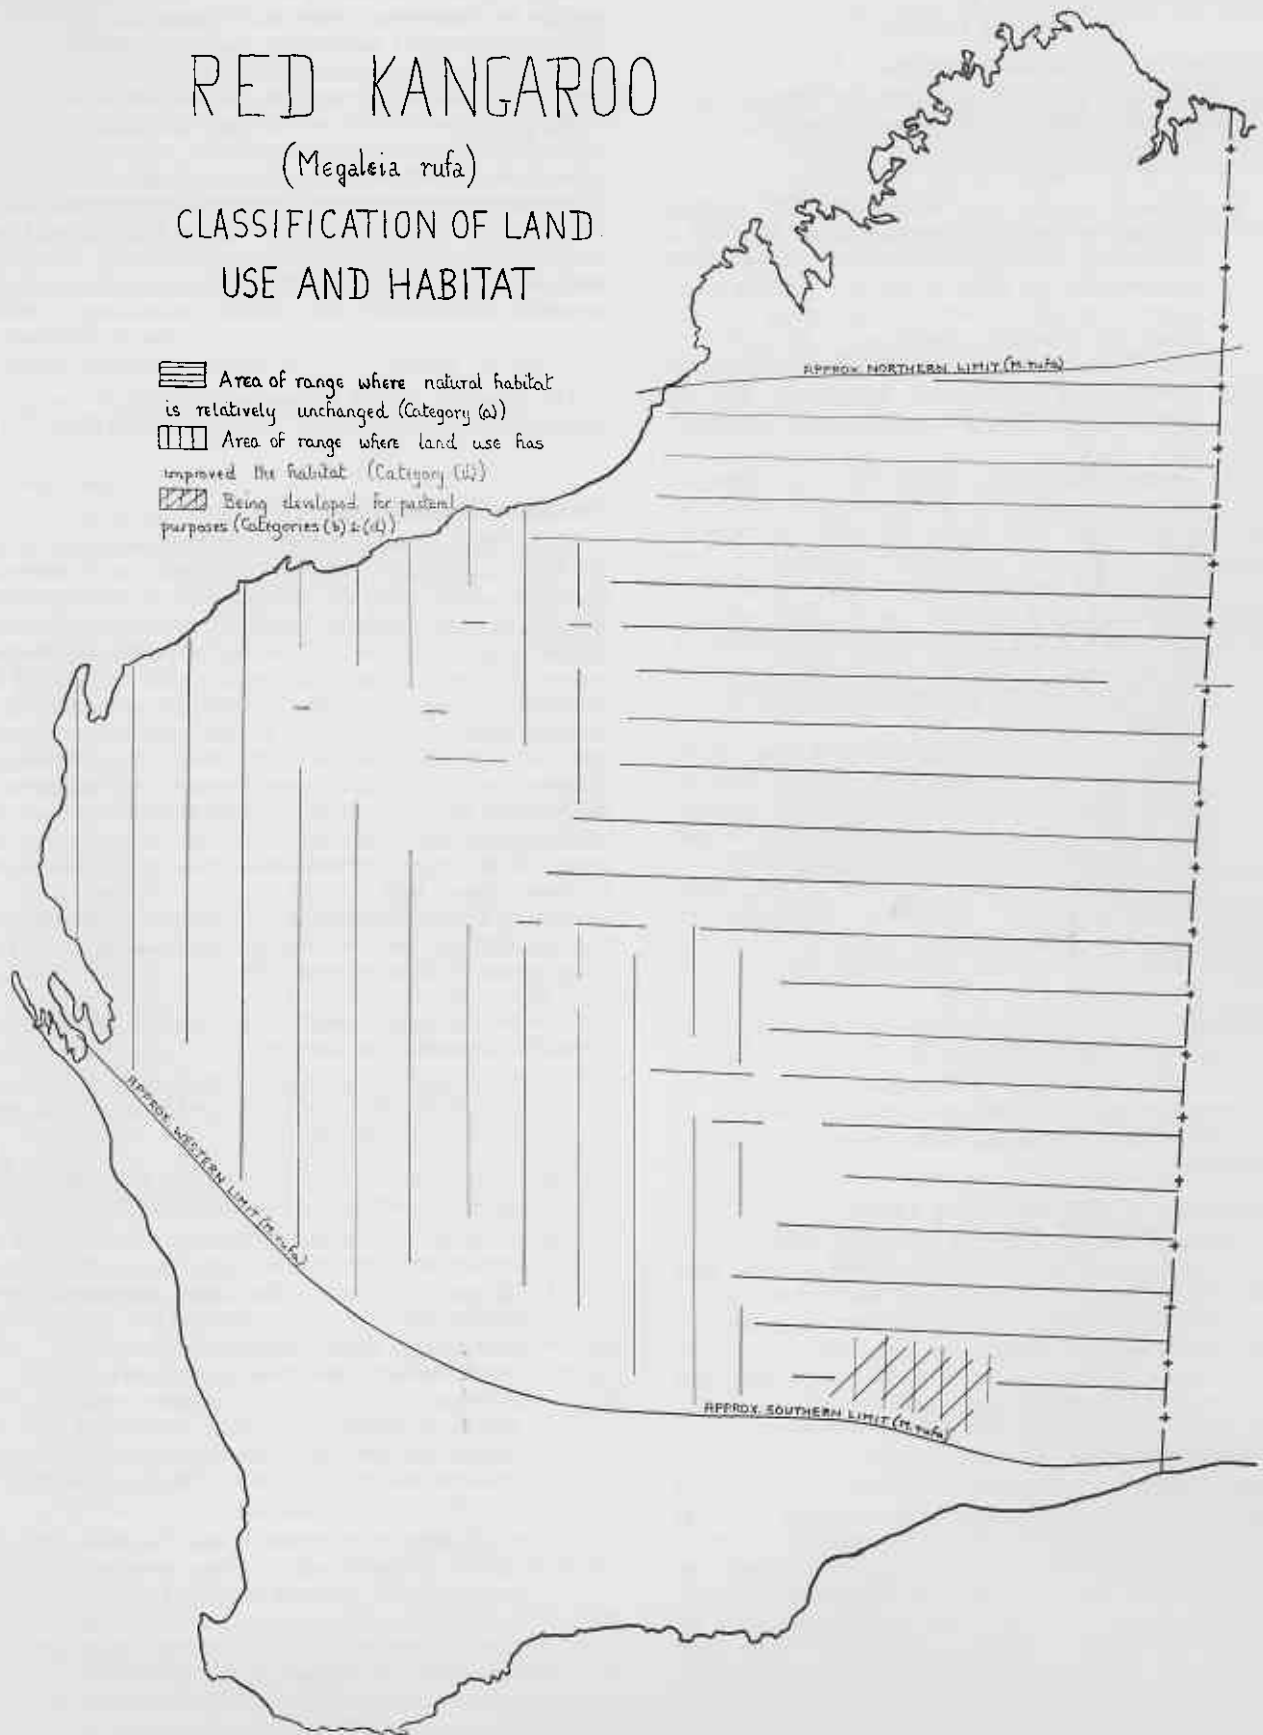 RED KANGAROO
(Megaleia rufa)
CLASSIFICATION OF LAND
USE AND HABITAT
Area of range where natural habitat
is relatively unchanged (Category (a))
Area of range where land use has
improved the habitat (Category (d))
Being developed for pastoral
purposes (Categories (b) & (d))
APPROX. NORTHERN LIMIT (M. rufa)
APPROX. WESTERN LIMIT (M. rufa)
APPROX. SOUTHERN LIMIT (M. rufa)